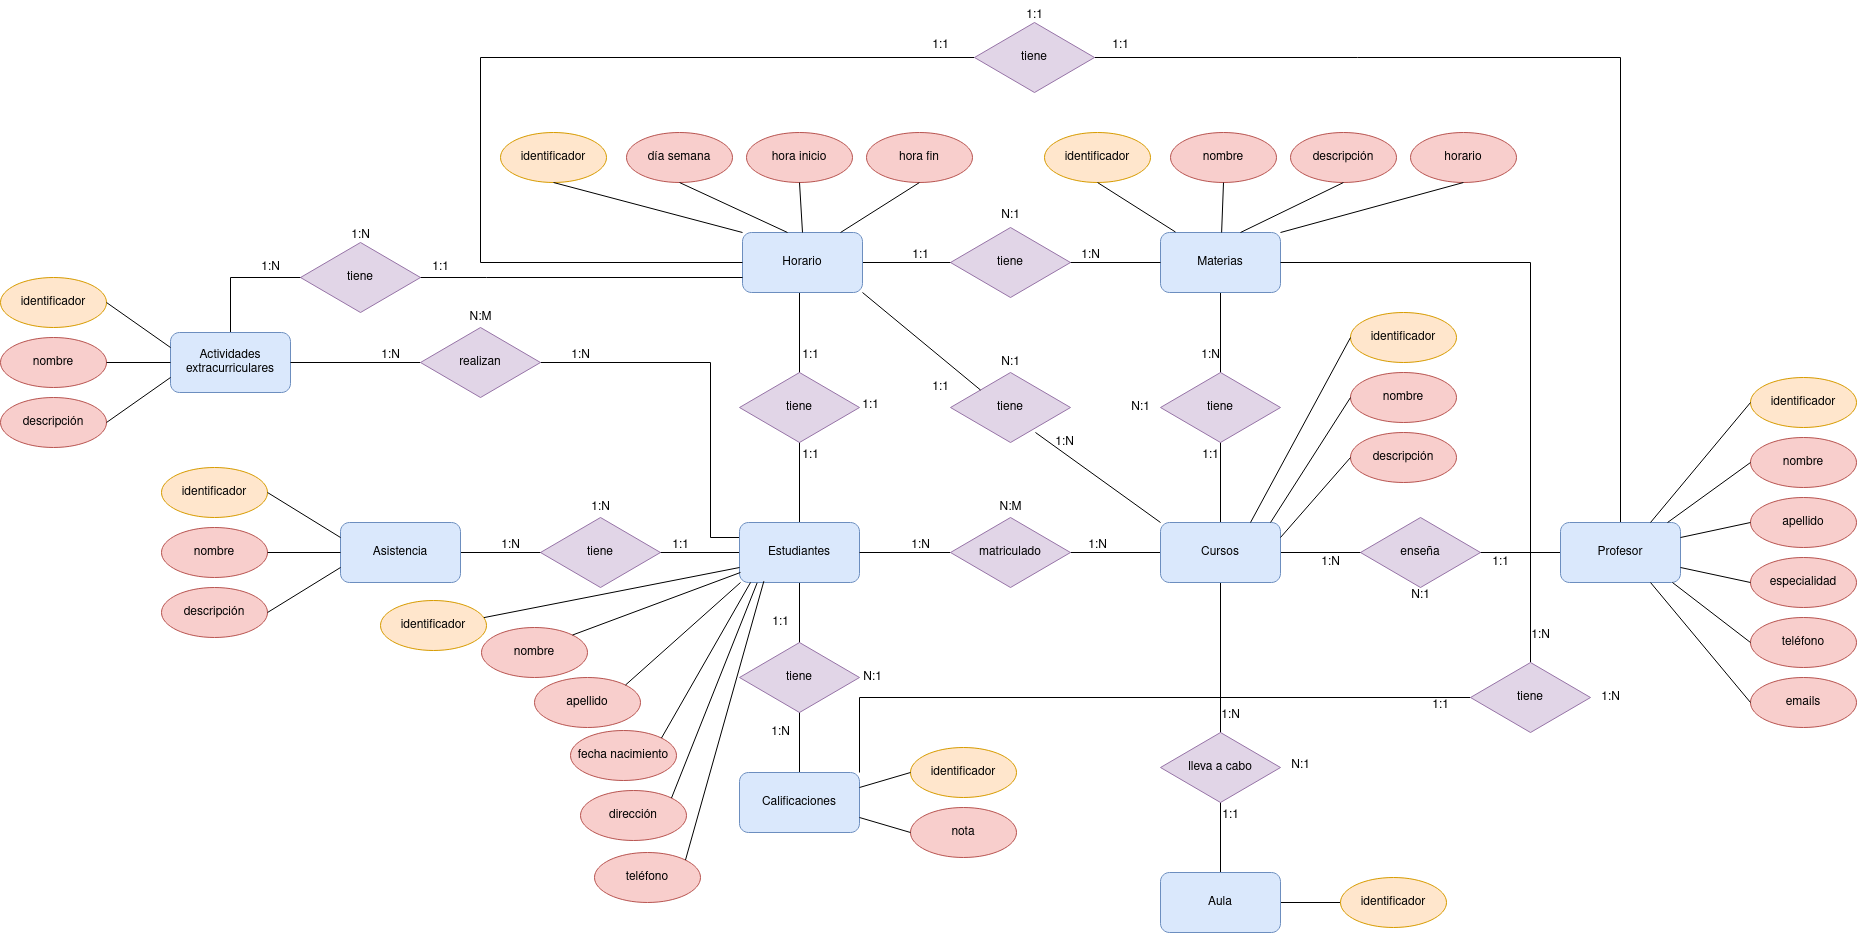 1:1
1:1
tiene
1:1
identificador
día semana
hora inicio
hora fin
identificador
nombre
descripción
horario
N:1
1:N
Horario
1:1
tiene
1:N
Materias
1:N
tiene
1:1
identificador
nombre
descripción
Actividades
extracurriculares
N:M
1:N
realizan
1:N
1:1
tiene
1:1
1:1
N:1
1:1
tiene
1:N
1:N
N:1
tiene
1:1
identificador
nombre
descripción
identificador
nombre
apellido
especialidad
teléfono
emails
Profesor
identificador
nombre
descripción
Asistencia
1:N
1:N
tiene
1:1
Estudiantes
N:M
1:N
matriculado
1:N
Cursos
1:N
enseña
N:1
1:1
identificador
nombre
apellido
fecha nacimiento
dirección
teléfono
1:1
tiene
N:1
1:N
1:N
tiene
1:N
1:1
Calificaciones
identificador
nota
1:N
lleva a cabo
N:1
1:1
Aula
identificador